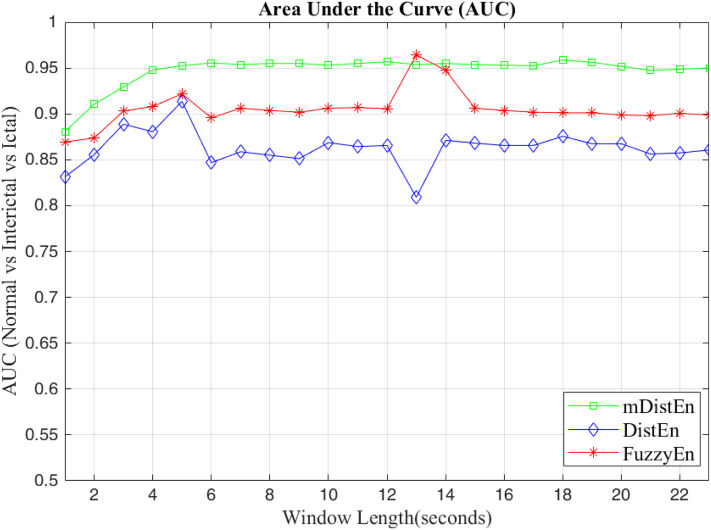 Area Under the Curve (AUC)
AUC (Normal vs Interictal vs Ictal)
1
0.95
0.9
0.85
0.8
0.75
0.7
0.65
0.6
0.55
0.5
mDistEn
DistEn
FuzzyEn
2 4 6 8 10 12 14 16 18 20 22
Window Length(seconds)